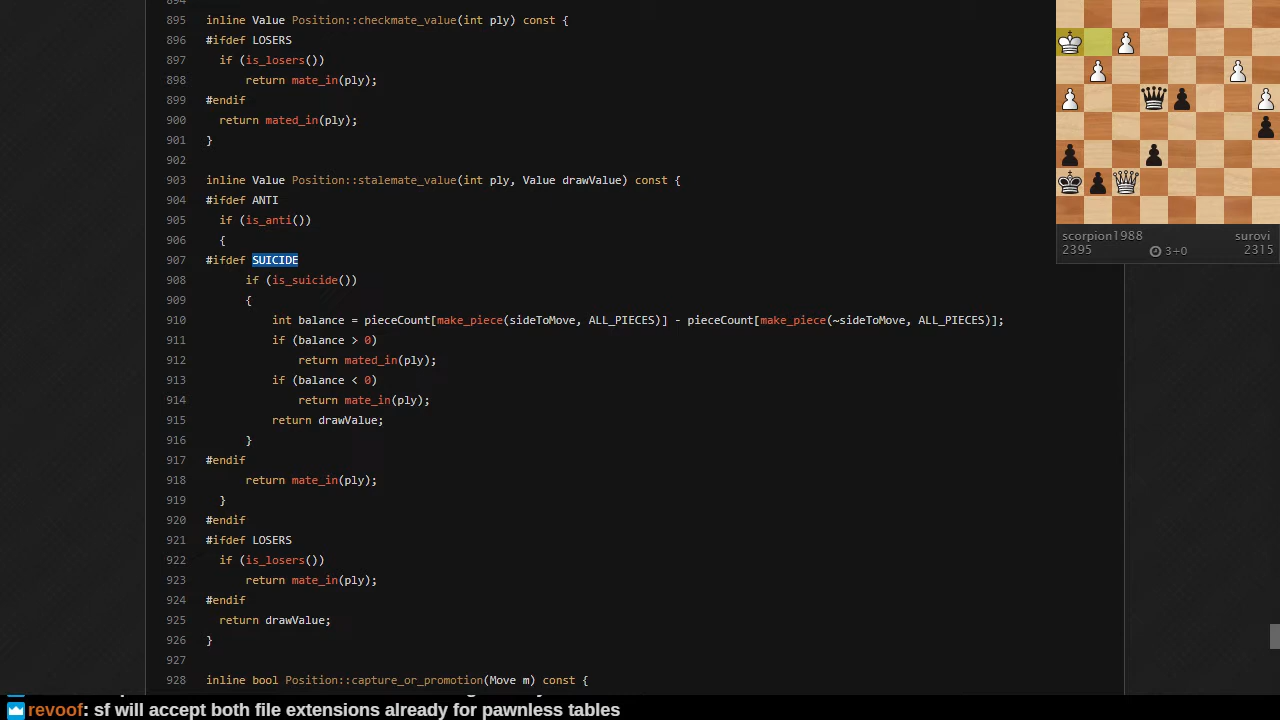 894
895 inline Value Position::checkmate_value(int ply) const {
896 #ifdef LOSERS
897 if (is_losers())
898 return mate_in(ply);
899 #endif
900 return mated_in(ply);
901 }
902
903 inline Value Position::stalemate_value(int ply, Value drawValue) const {
904 #ifdef ANTI
905 if (is_anti())
906 {
907 #ifdef SUICIDE
908 if (is_suicide())
909 {
910 int balance = pieceCount[make_piece(sideToMove, ALL_PIECES)] - pieceCount[make_piece(~sideToMove, ALL_PIECES)];
911 if (balance > 0)
912 return mated_in(ply);
913 if (balance < 0)
914 return mate_in(ply);
915 return drawValue;
916 }
917 #endif
918 return mate_in(ply);
919 }
920 #endif
921 #ifdef LOSERS
922 if (is_losers())
923 return mate_in(ply);
924 #endif
925 return drawValue;
926 }
927
928 inline bool Position::capture_or_promotion(Move m) const {
scorpion1988 surovi
2395 3+0 2315
revoof: sf will accept both file extensions already for pawnless tables